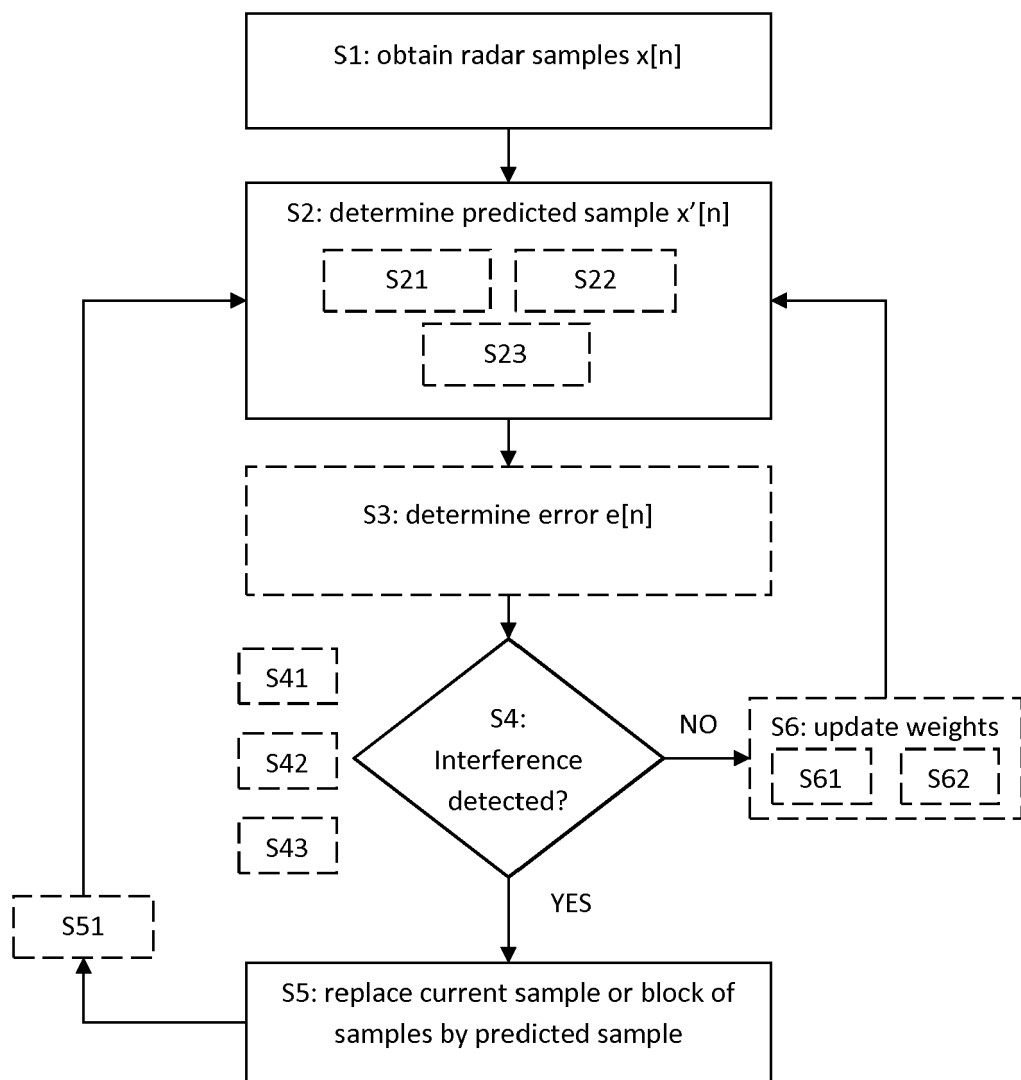 S1: obtain radar samples x[n]
S2: determine predicted sample x’[n]
S21
S22
S23
S3: determine error e[n]
S41
S42
S43
S4:
Interference
detected?
NO
S6: update weights
S61
S62
YES
S51
S5: replace current sample or block of
samples by predicted sample